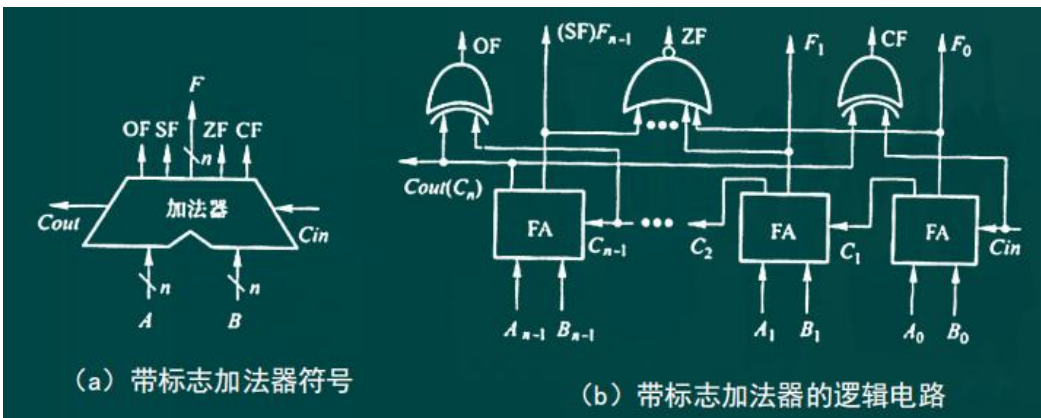 F
OF SF ZF CF
n
加法器
Cout
Cin
n
n
A
B
(a) 带标志加法器符号
OF
(SF)Fn-1
ZF
F1
CF
F0
Cout(Cn)
FA
Cn-1
C2
FA
C1
FA
Cin
An-1 Bn-1
A1 B1
A0 B0
(b) 带标志加法器的逻辑电路